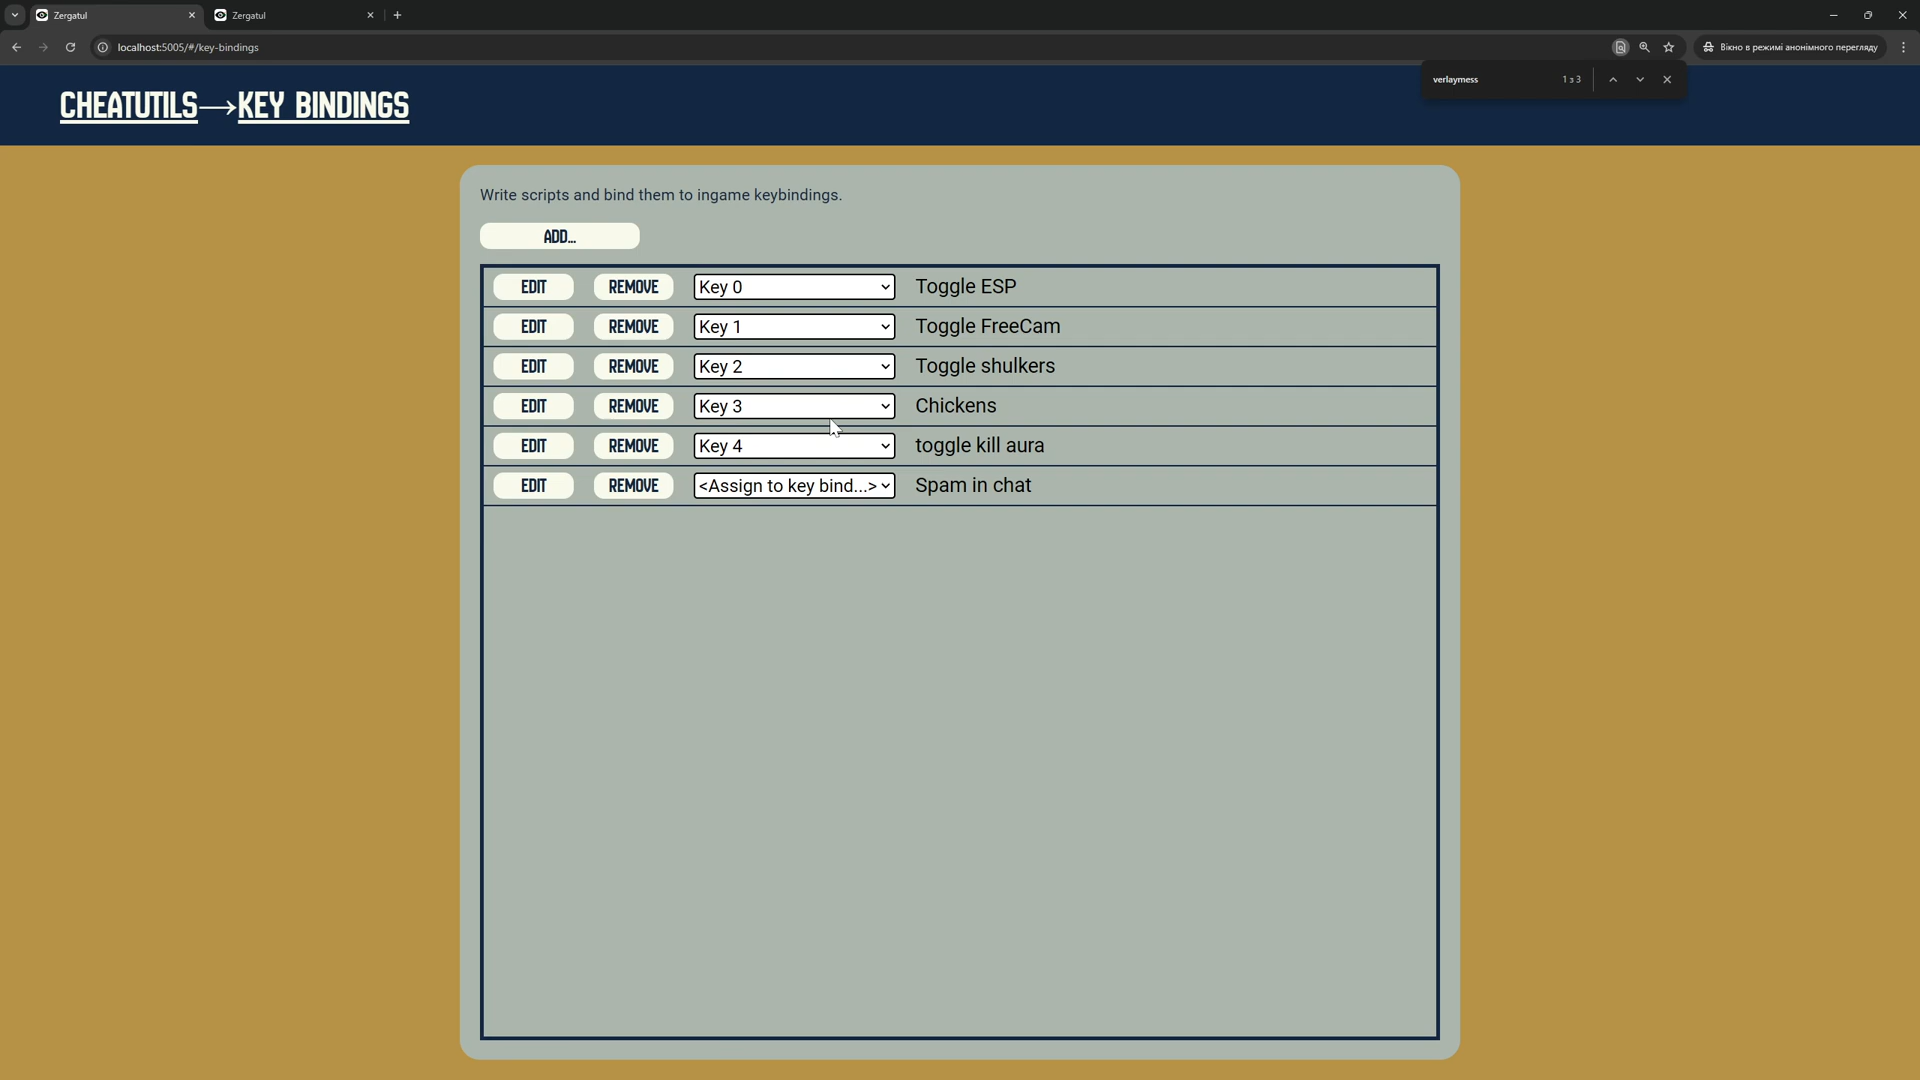 Zergatul
Zergatul
localhost:5005/#/key-bindings
Вікно в режимі анонімного перегляду
verlaymess 1 з 3
CHEATUTILS→KEY BINDINGS
Write scripts and bind them to ingame keybindings.
ADD...
EDIT REMOVE Key 0 Toggle ESP
EDIT REMOVE Key 1 Toggle FreeCam
EDIT REMOVE Key 2 Toggle shulkers
EDIT REMOVE Key 3 Chickens
EDIT REMOVE Key 4 toggle kill aura
EDIT REMOVE <Assign to key bind...> Spam in chat